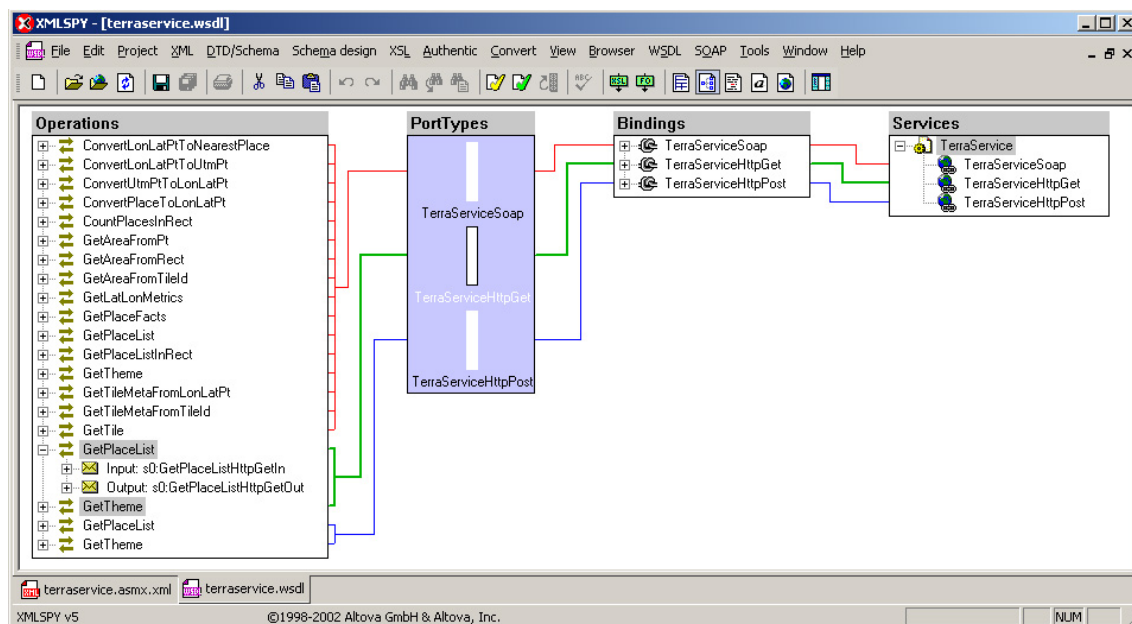 XMLSPY - [terraservice.wsdl]
File Edit Project XML DTD/Schema Schema design XSL Authentic Convert View Browser WSDL SOAP Tools Window Help
Operations
ConvertLonLatPtToNearestPlace
ConvertLonLatPtToUtmPt
ConvertUtmPtToLonLatPt
ConvertPlaceToLonLatPt
CountPlacesInRect
GetAreaFromPt
GetAreaFromRect
GetAreaFromTileId
GetLatLonMetrics
GetPlaceFacts
GetPlaceList
GetPlaceListInRect
GetTheme
GetTileMetaFromLonLatPt
GetTileMetaFromTileId
GetTile
GetPlaceList
Input: s0:GetPlaceListHttpGetIn
Output: s0:GetPlaceListHttpGetOut
GetTheme
GetPlaceList
GetTheme
PortTypes
TerraServiceSoap
TerraServiceHttpGet
TerraServiceHttpPost
Bindings
TerraServiceSoap
TerraServiceHttpGet
TerraServiceHttpPost
Services
TerraService
TerraServiceSoap
TerraServiceHttpGet
TerraServiceHttpPost
terraservice.asmx.xml terraservice.wsdl
XMLSPY v5 ©1998-2002 Altova GmbH & Altova, Inc. NUM